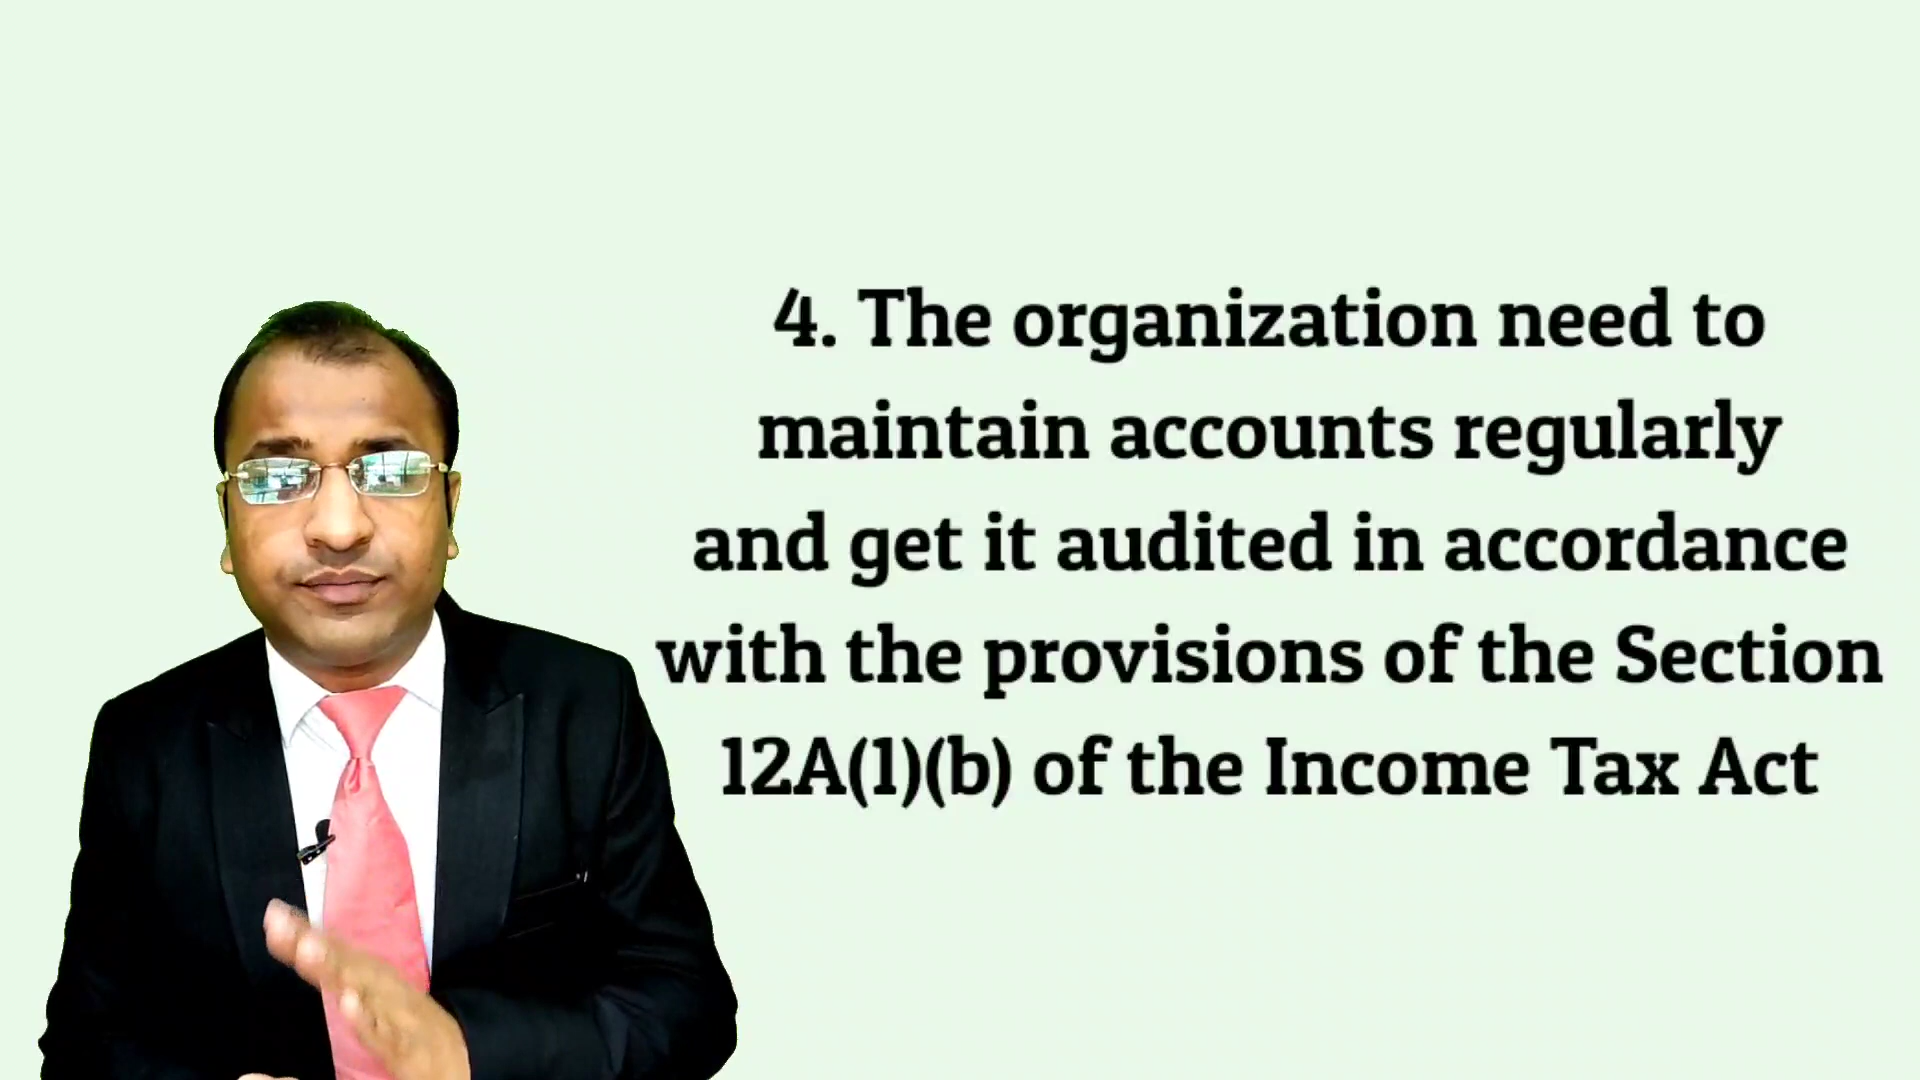 4. The organization need to
maintain accounts regularly
and get it audited in accordance
with the provisions of the Section
12A(1)(b) of the Income Tax Act